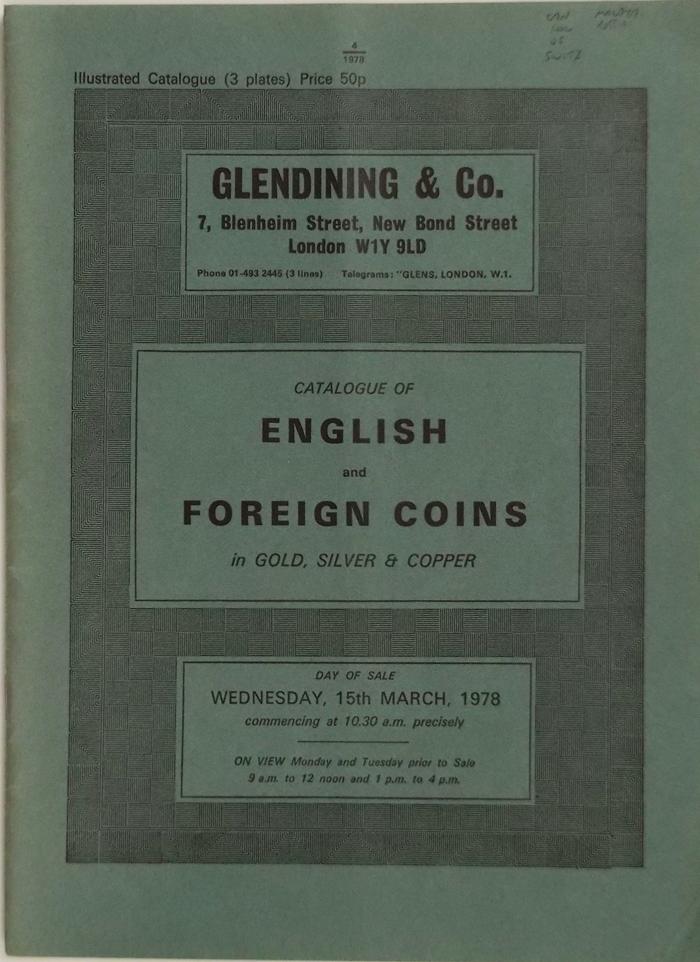 4
1978
Illustrated Catalogue (3 plates) Price 50p
GLENDINING & Co.
7, Blenheim Street, New Bond Street
London W1Y 9LD
Phone 01-493 2445 (3 lines) Telegrams: "GLENS, LONDON, W.1.
CATALOGUE OF
ENGLISH
and
FOREIGN COINS
in GOLD, SILVER & COPPER
DAY OF SALE
WEDNESDAY, 15th MARCH, 1978
commencing at 10.30 a.m. precisely
ON VIEW Monday and Tuesday prior to Sale
9 a.m. to 12 noon and 1 p.m. to 4 p.m.